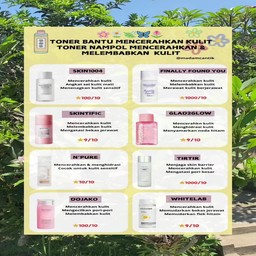 TONER BANTU MENCERAHKAN KULIT
TONER NAMPOL MENCERAHKAN &
MELEMBABKAN KULIT
@madamcantik
SKIN1004
Mencerahkan kulit
Angkat sel kulit mati
Menenangkan kulit sensitif
100/10
FINALLY FOUND YOU
Mencerahkan kulit
Melembabkan kulit
Merawat kulit berjerawat
1000/10
SKINTIFIC
Mencerahkan kulit
Melembabkan kulit
Mengatasi bekas jerawat
9/10
GLAD2GLOW
Mencerahkan kulit
Menghidrasi kulit
Menyamarkan noda hitam
9/10
N'PURE
Mencerahkan & menghidrasi
Cocok untuk kulit sensitif
10/10
TIRTIR
Menjaga skin barrier
Mencerahkan kulit
Mengatasi pori besar
1000/10
DOJAKO
Mencerahkan kulit
Mengecilkan pori pori
Melembabkan kulit
100/10
WHITELAB
Mencerahkan kulit
Memudarkan bekas jerawat
Memudarkan flek hitam
9/10